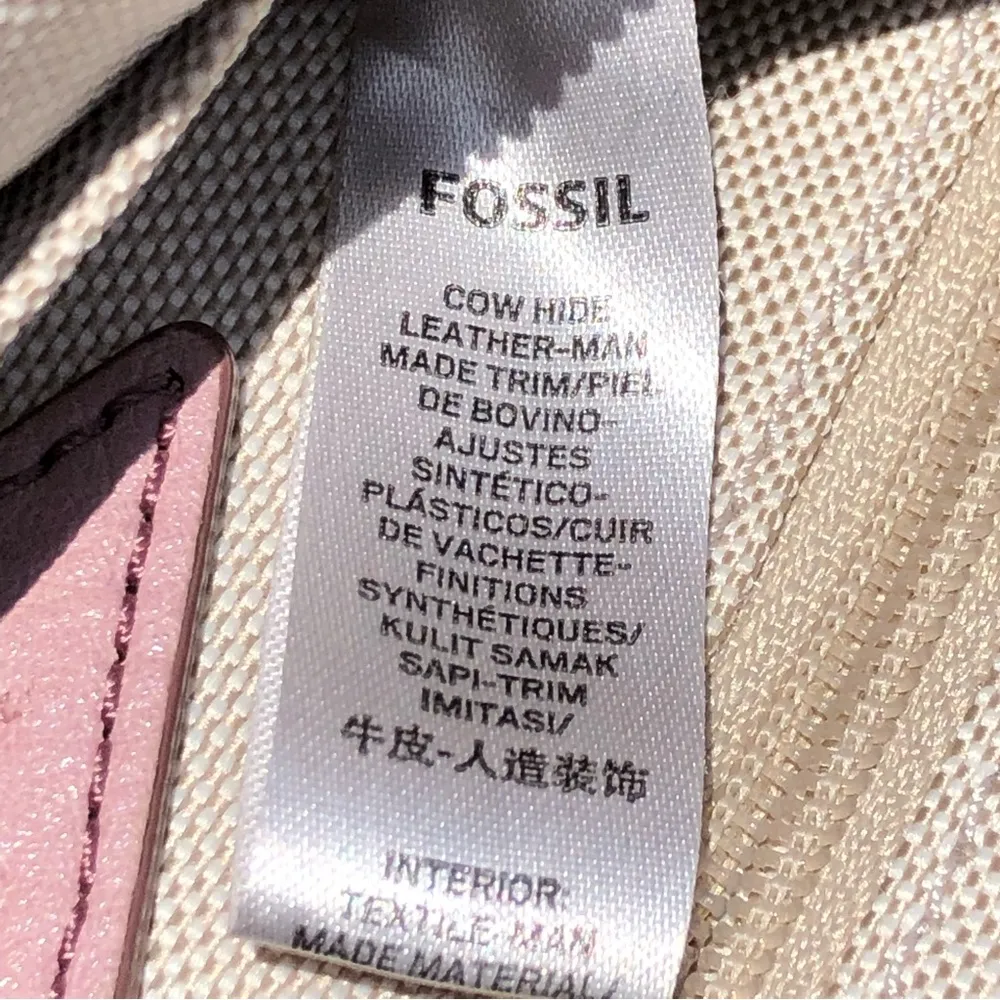 FOSSIL
COW HIDE
LEATHER-MAN
MADE TRIM/PIEL
DE BOVINO-
AJUSTES
SINTÉTICO-
PLÁSTICOS/CUIR
DE VACHETTE-
FINITIONS
SYNTHÉTIQUES/
KULIT SAMAK
SAPI-TRIM
IMITASI/
牛皮-人造装饰
INTERIOR:
TEXTILE-MAN
MADE MATERIAL/